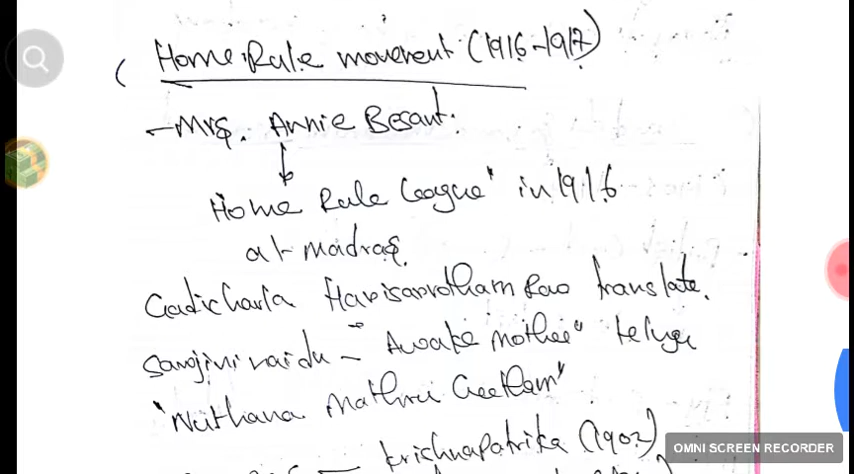 Home Rule movement (1916-1917)
- Mrs. Annie Besant.
Home Rule League" in 1916
at madras.
Gadicharla Harisarvotham Rao translate.
Sarojini naidu - "Awake mother" telugu
"Nuthana Mathru Geetham"
- Krishnapatrika (1902)
OMNI SCREEN RECORDER